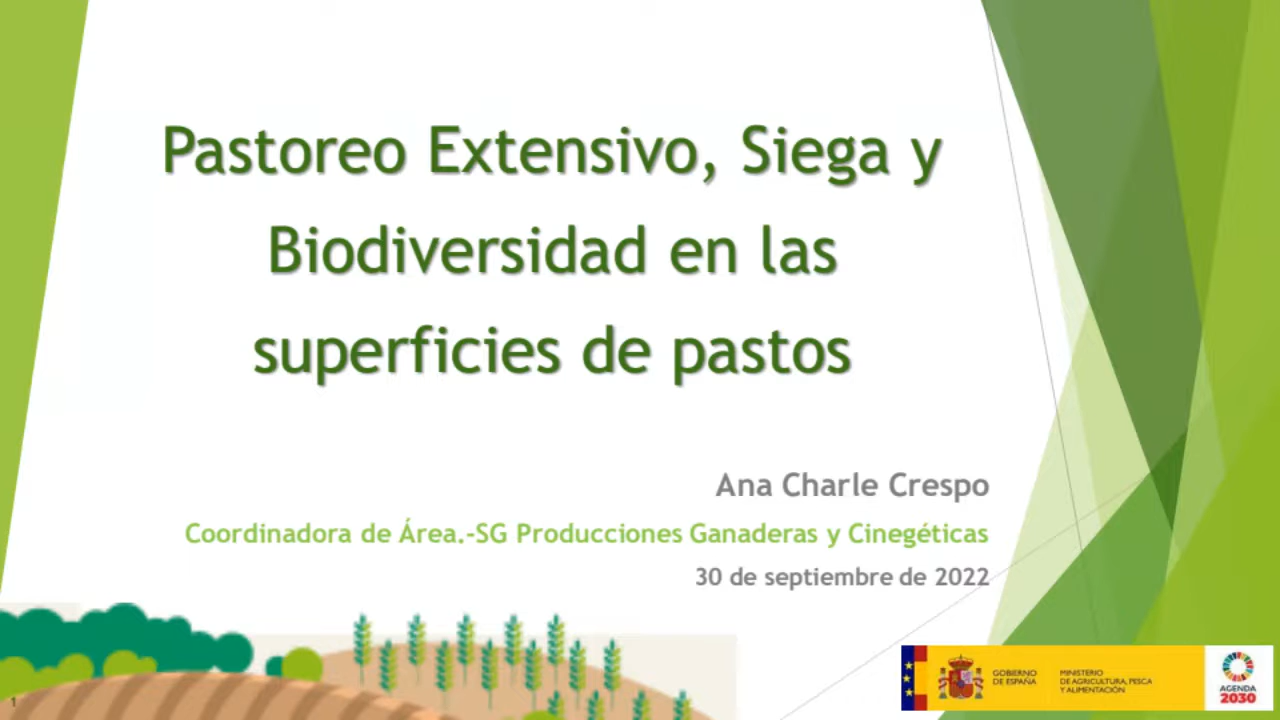 Pastoreo Extensivo, Siega y
Biodiversidad en las
superficies de pastos
Ana Charle Crespo
Coordinadora de Área.-SG Producciones Ganaderas y Cinegéticas
30 de septiembre de 2022
1
GOBIERNO
DE ESPAÑA
MINISTERIO
DE AGRICULTURA, PESCA
Y ALIMENTACIÓN
AGENDA
2030